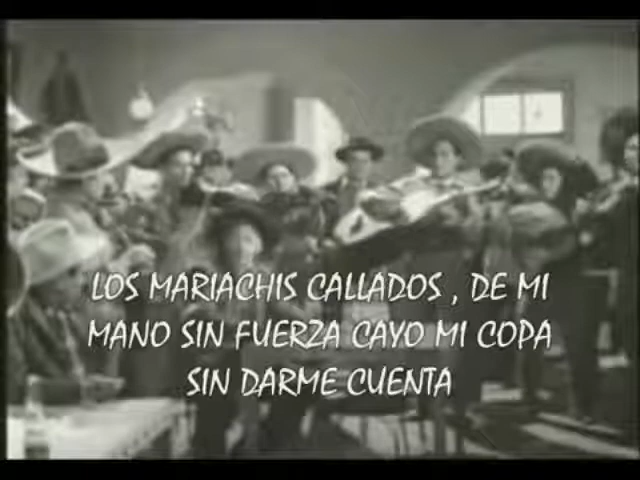 LOS MARIACHIS CALLADOS , DE MI
MANO SIN FUERZA CAYO MI COPA
SIN DARME CUENTA